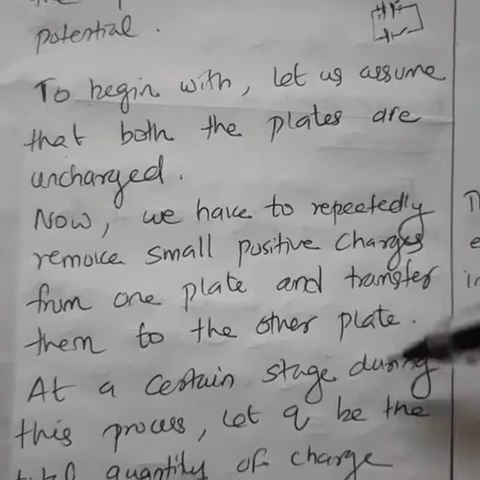 potential.
To begin with, let us assume
that both the plates are
uncharged.
Now, we have to repeatedly
remove small positive charges
from one plate and transfer
them to the other plate.
At a certain stage during
this process, let q be the
total quantity of charge